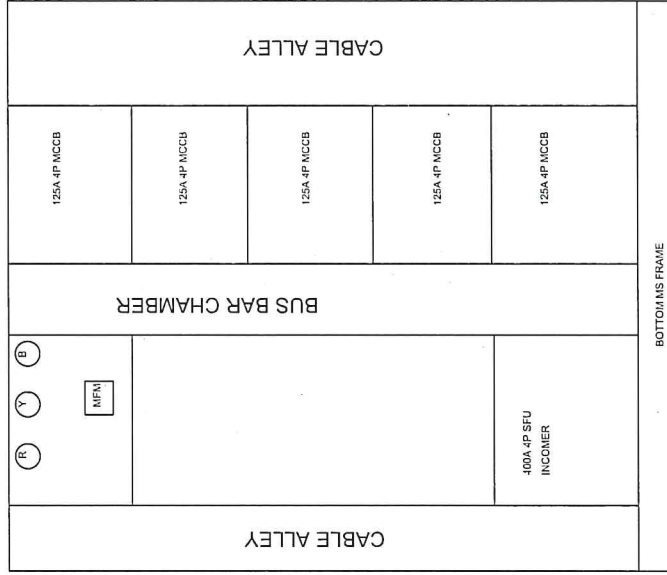 CABLE ALLEY
125A 4P MCCB
125A 4P MCCB
125A 4P MCCB
125A 4P MCCB
125A 4P MCCB
BUS BAR CHAMBER
R
Y
B
MFM
400A 4P SFU
INCOMER
CABLE ALLEY
BOTTOM MS FRAME